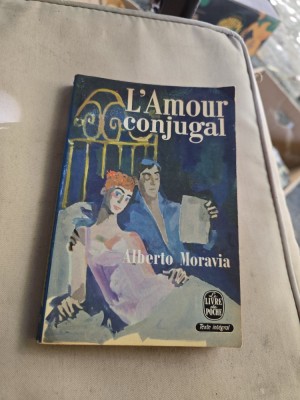 L'Amour
conjugal
Alberto Moravia
LE LIVRE
DE POCHE
Texte intégral